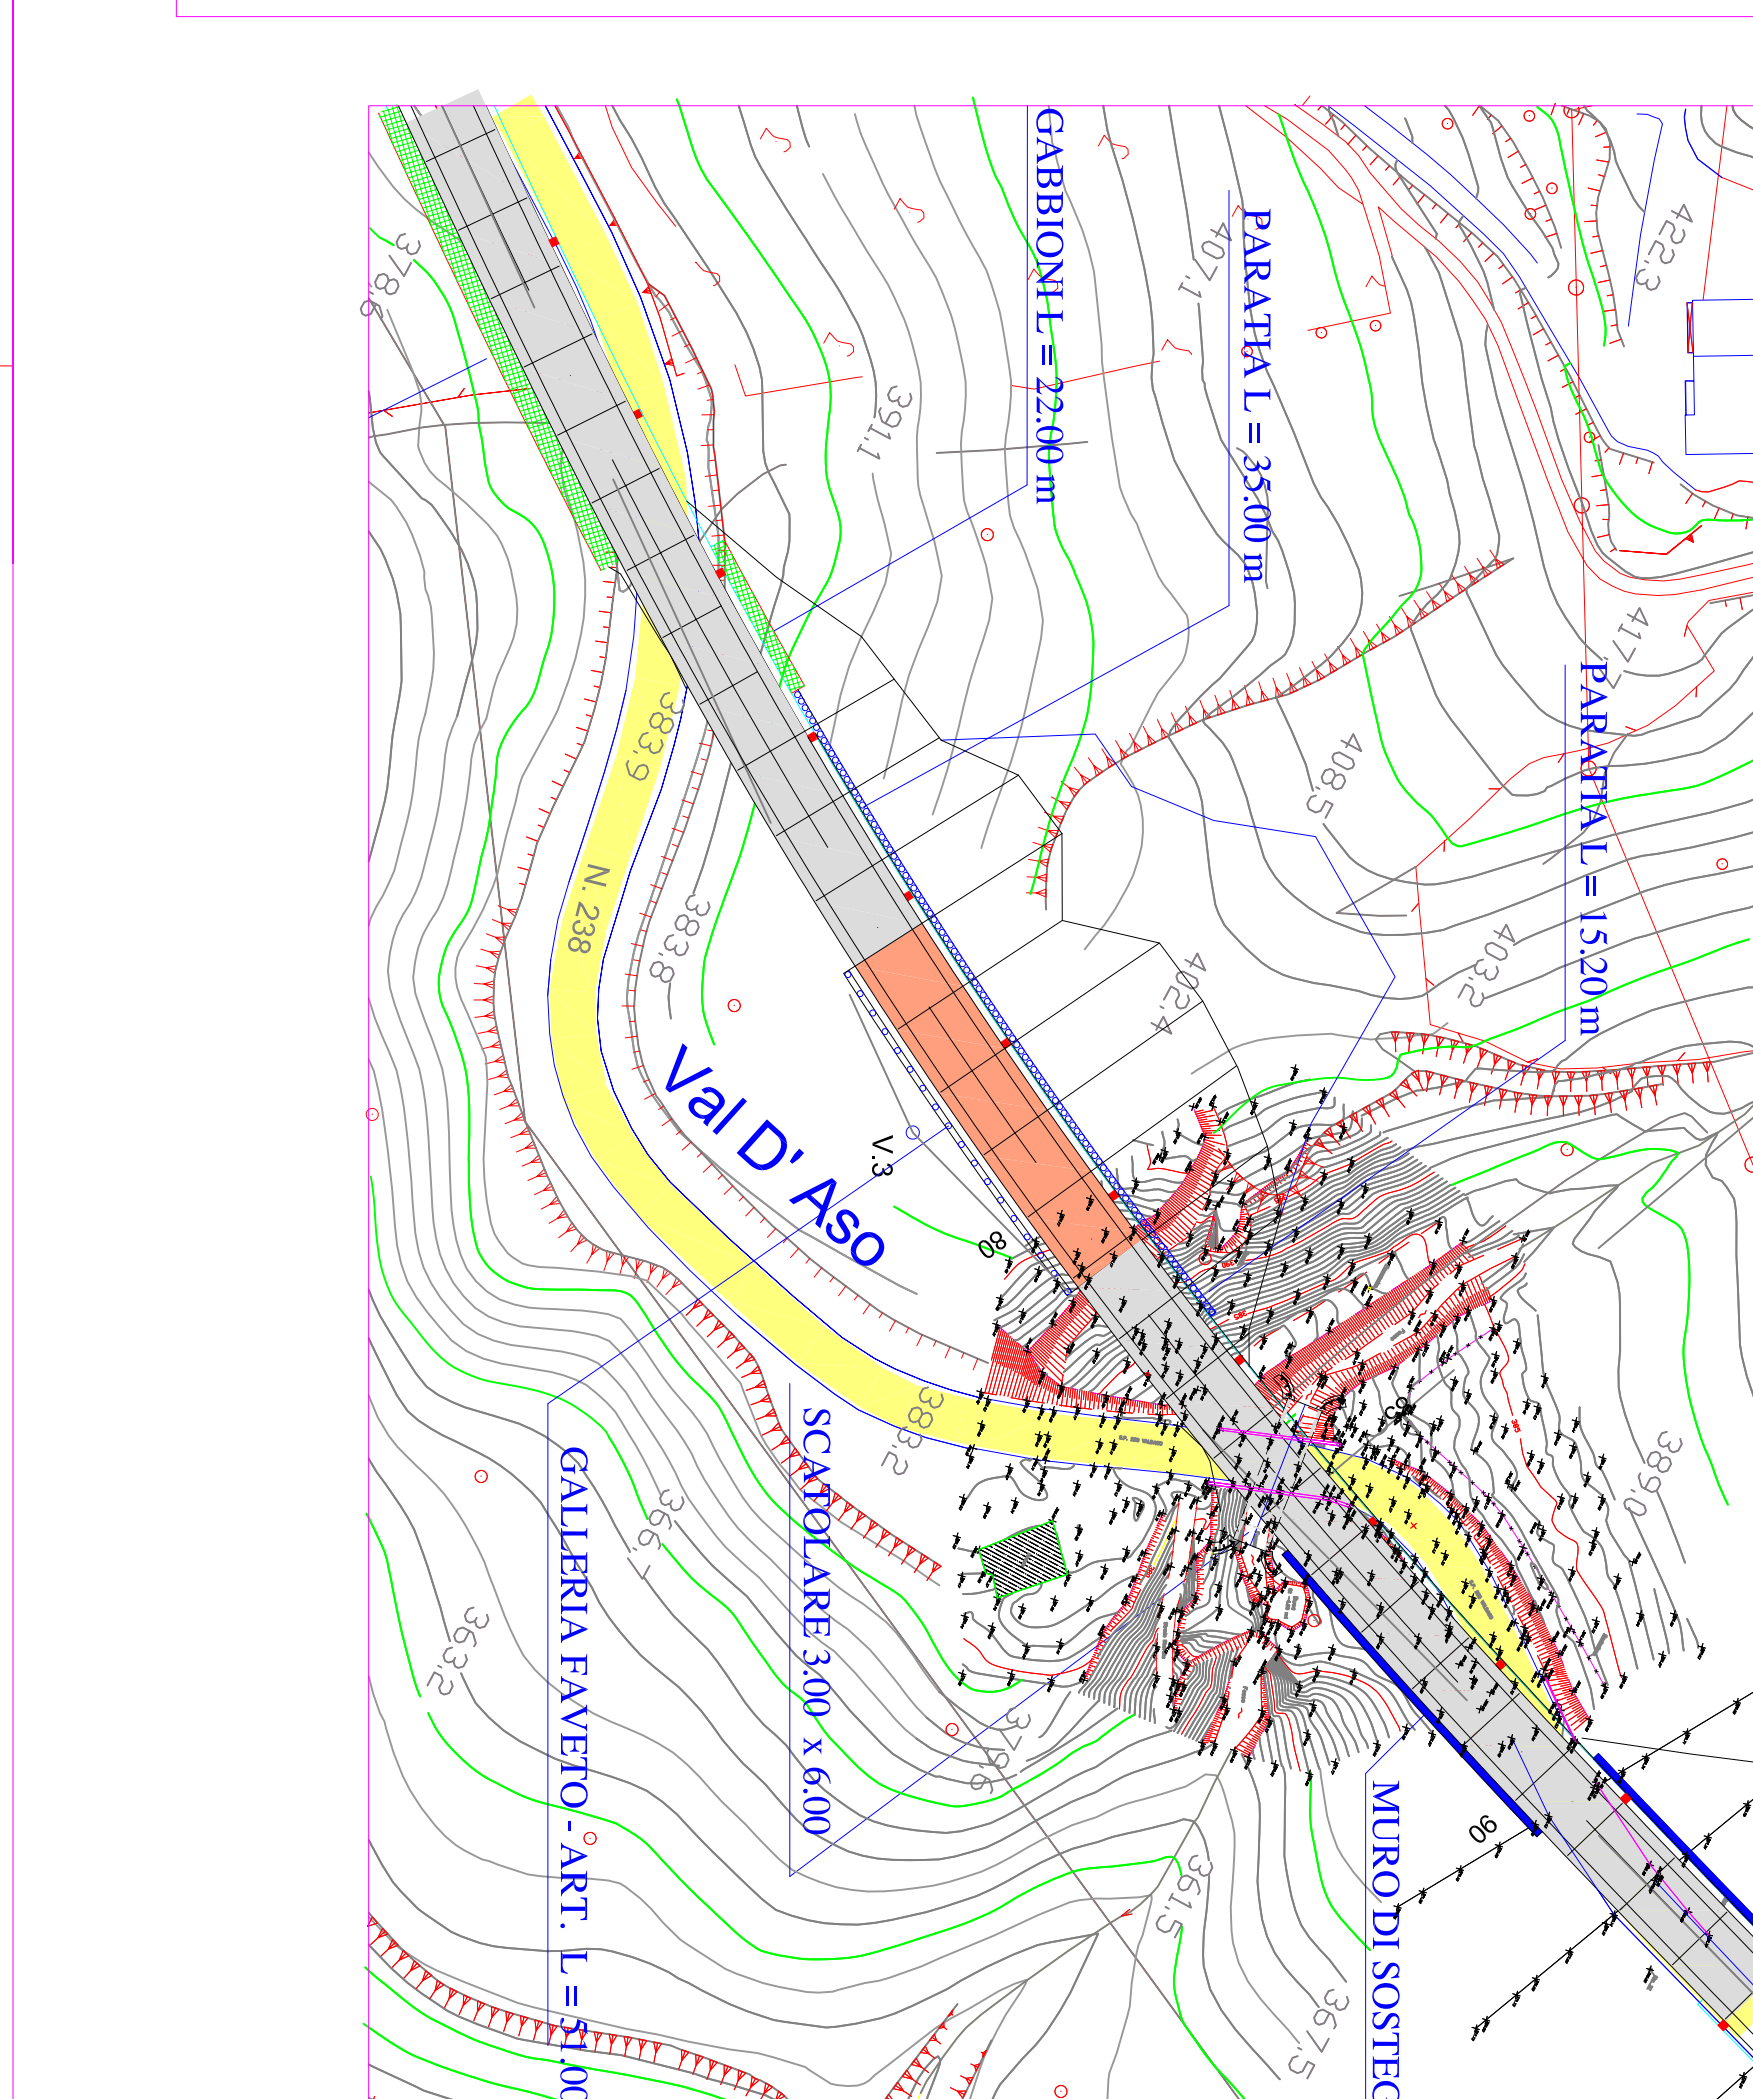 GABBIONI L = 22.00 m
PARATIA L = 35.00 m
PARATIA L = 15.20 m
422,3
407,1
378,6
391,1
417,7
408,5
383,9
N. 238
383,8
403,2
402,4
Val D' Aso
V.3
80
383,2
389,0
SCATOLARE 3.00 x 6.00
GALLERIA FAVETO - ART. L = 51.00
366,7
363,2
379,6
90
MURO DI SOSTEG
361,5
367,5